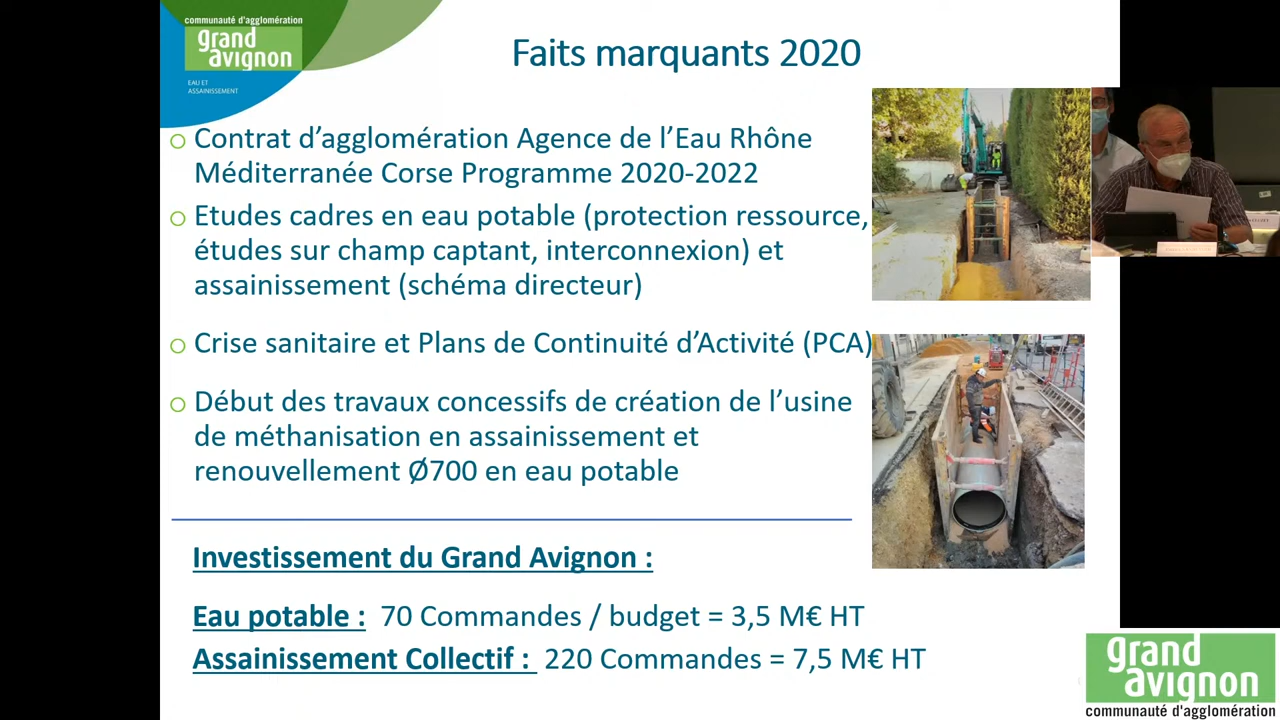 communauté d'agglomération
grand
avignon
EAU ET
ASSAINISSEMENT
Faits marquants 2020
Contrat d’agglomération Agence de l’Eau Rhône
Méditerranée Corse Programme 2020-2022
Etudes cadres en eau potable (protection ressource,
études sur champ captant, interconnexion) et
assainissement (schéma directeur)
Crise sanitaire et Plans de Continuité d’Activité (PCA)
Début des travaux concessifs de création de l’usine
de méthanisation en assainissement et
renouvellement Ø700 en eau potable
Investissement du Grand Avignon :
Eau potable : 70 Commandes / budget = 3,5 M€ HT
Assainissement Collectif : 220 Commandes = 7,5 M€ HT
grand
avignon
communauté d'agglomération